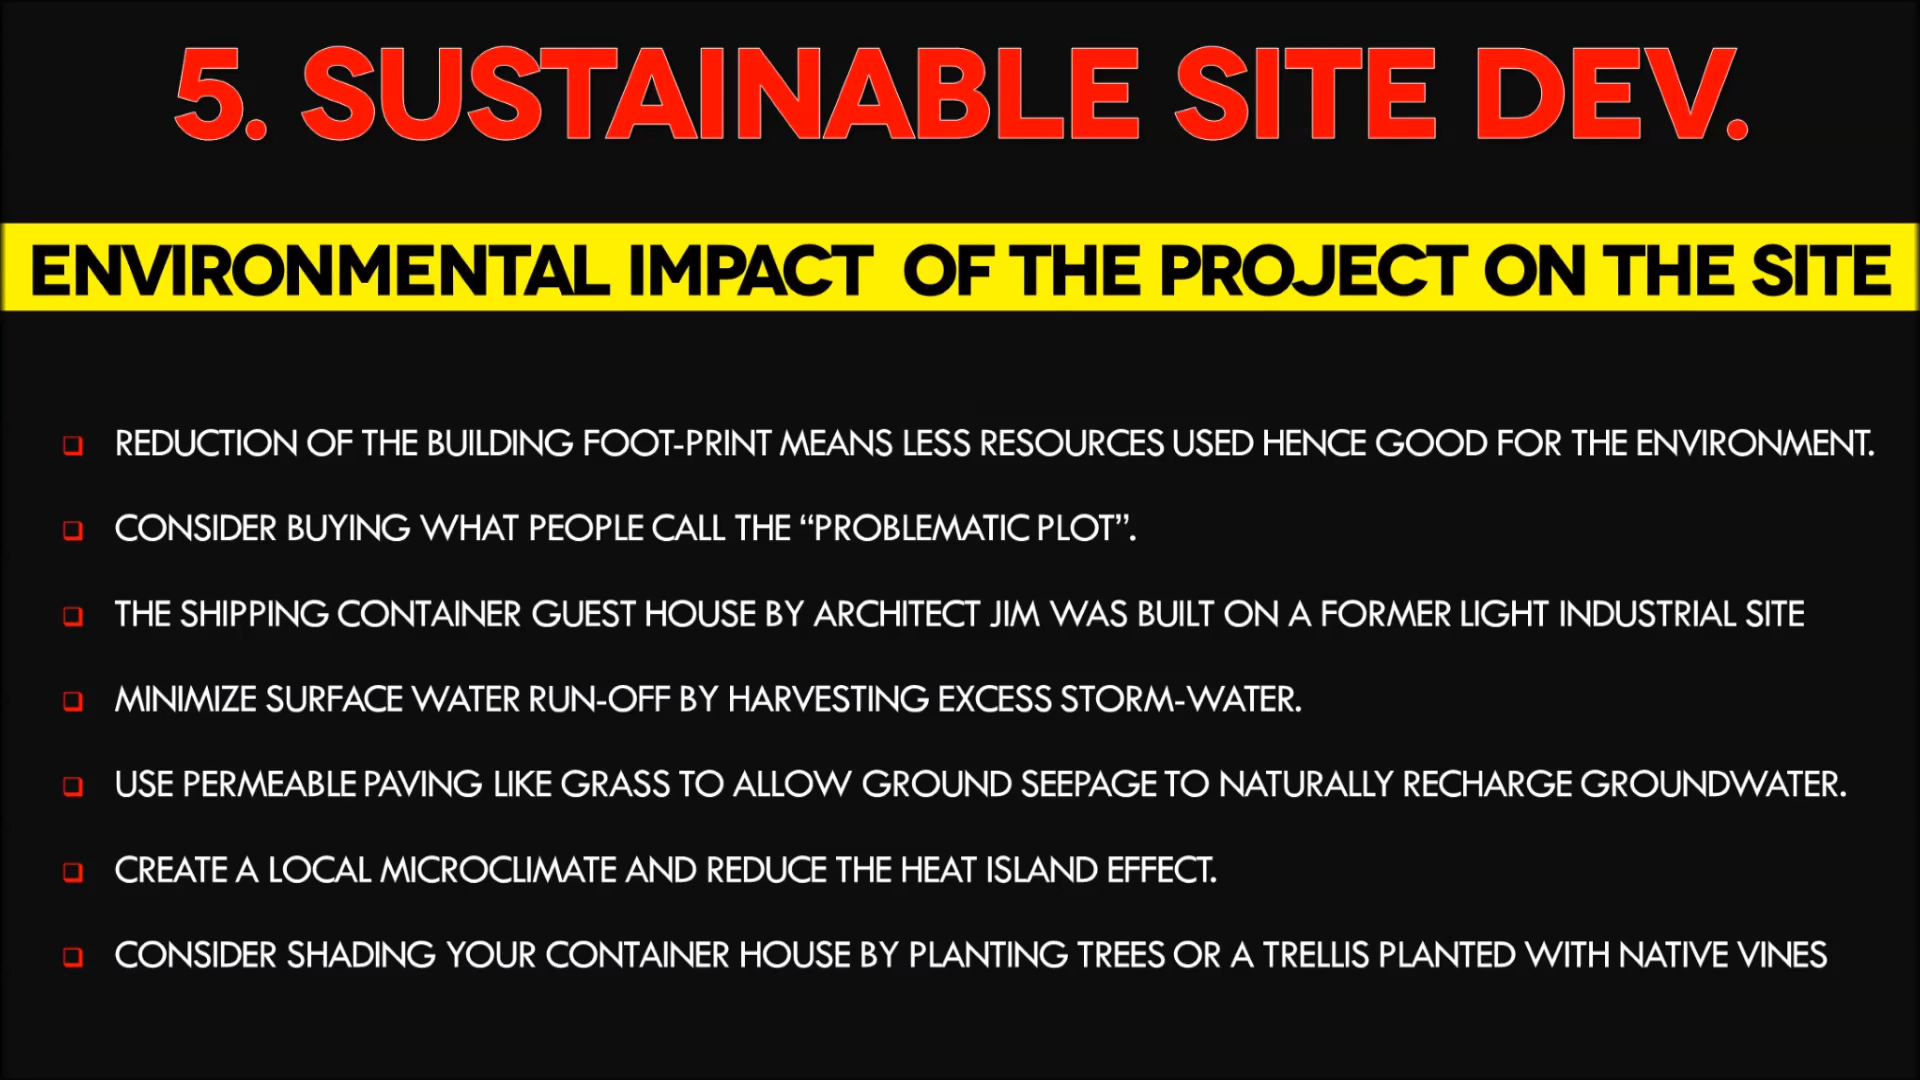 5. SUSTAINABLE SITE DEV.
ENVIRONMENTAL IMPACT OF THE PROJECT ON THE SITE
REDUCTION OF THE BUILDING FOOT-PRINT MEANS LESS RESOURCES USED HENCE GOOD FOR THE ENVIRONMENT.
CONSIDER BUYING WHAT PEOPLE CALL THE “PROBLEMATIC PLOT”.
THE SHIPPING CONTAINER GUEST HOUSE BY ARCHITECT JIM WAS BUILT ON A FORMER LIGHT INDUSTRIAL SITE
MINIMIZE SURFACE WATER RUN-OFF BY HARVESTING EXCESS STORM-WATER.
USE PERMEABLE PAVING LIKE GRASS TO ALLOW GROUND SEEPAGE TO NATURALLY RECHARGE GROUNDWATER.
CREATE A LOCAL MICROCLIMATE AND REDUCE THE HEAT ISLAND EFFECT.
CONSIDER SHADING YOUR CONTAINER HOUSE BY PLANTING TREES OR A TRELLIS PLANTED WITH NATIVE VINES